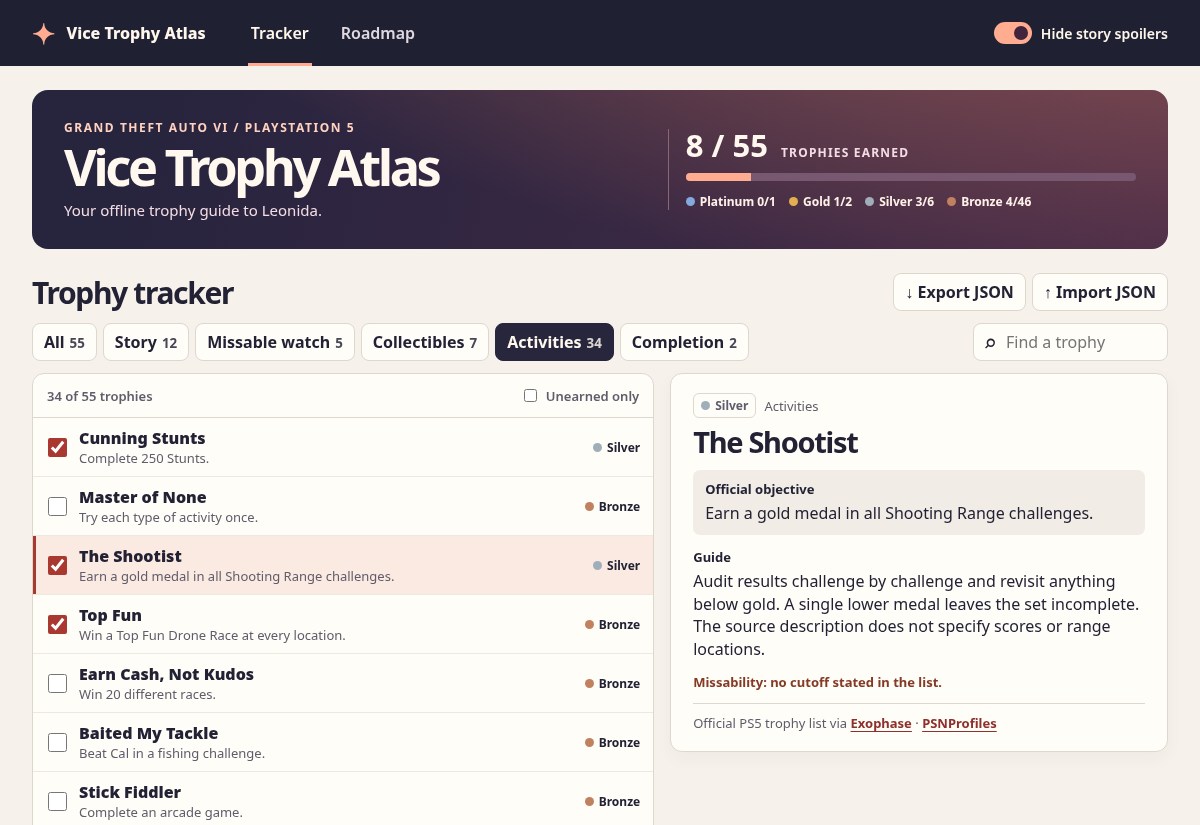 Vice Trophy Atlas
Tracker
Roadmap
Hide story spoilers
GRAND THEFT AUTO VI / PLAYSTATION 5
Vice Trophy Atlas
Your offline trophy guide to Leonida.
8 / 55 TROPHIES EARNED
Platinum 0/1 Gold 1/2 Silver 3/6 Bronze 4/46
Trophy tracker
↓ Export JSON
↑ Import JSON
All 55
Story 12
Missable watch 5
Collectibles 7
Activities 34
Completion 2
Find a trophy
34 of 55 trophies
Unearned only
Cunning Stunts
Complete 250 Stunts.
Silver
Master of None
Try each type of activity once.
Bronze
The Shootist
Earn a gold medal in all Shooting Range challenges.
Silver
Top Fun
Win a Top Fun Drone Race at every location.
Bronze
Earn Cash, Not Kudos
Win 20 different races.
Bronze
Baited My Tackle
Beat Cal in a fishing challenge.
Bronze
Stick Fiddler
Complete an arcade game.
Bronze
Silver Activities
The Shootist
Official objective
Earn a gold medal in all Shooting Range challenges.
Guide
Audit results challenge by challenge and revisit anything
below gold. A single lower medal leaves the set incomplete.
The source description does not specify scores or range
locations.
Missability: no cutoff stated in the list.
Official PS5 trophy list via Exophase · PSNProfiles